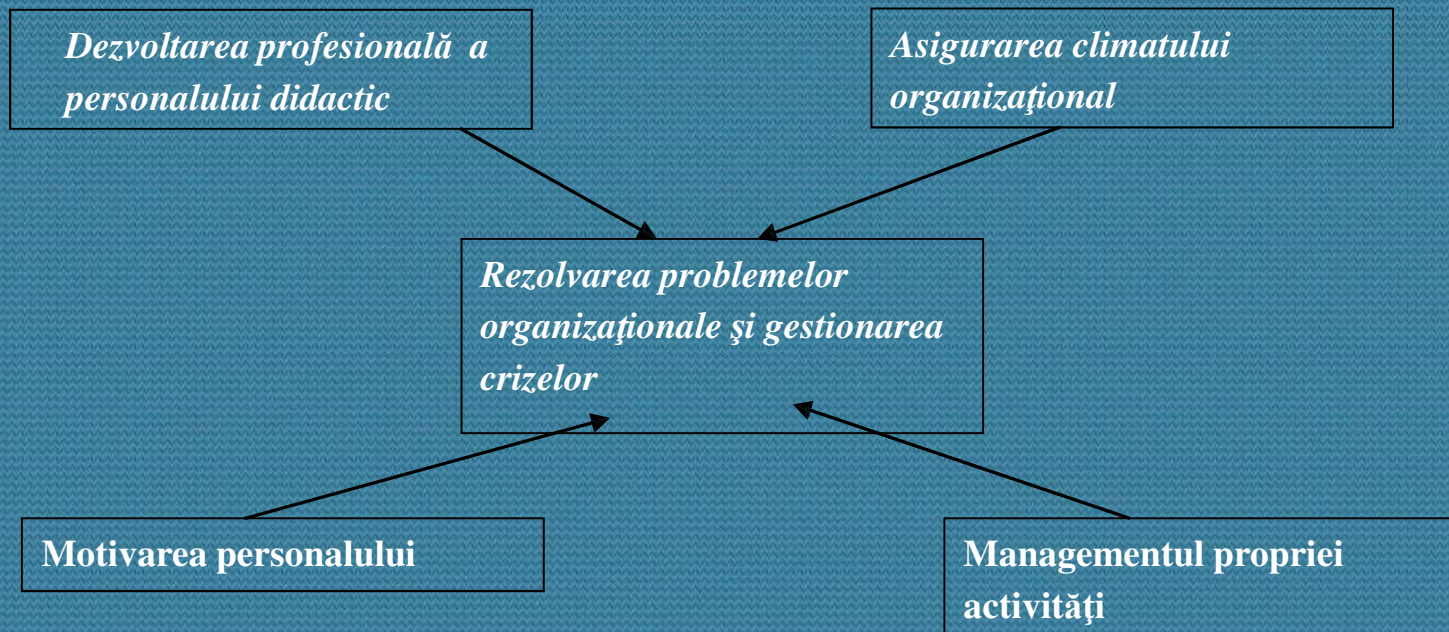 Dezvoltarea profesională a
personalului didactic
Asigurarea climatului
organizaţional
Rezolvarea problemelor
organizaţionale şi gestionarea
crizelor
Motivarea personalului
Managementul propriei
activităţi